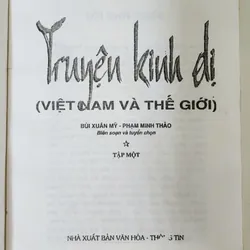 Truyện kinh dị
(VIỆT NAM VÀ THẾ GIỚI)
BÙI XUÂN MỸ - PHẠM MINH THẢO
Biên soạn và tuyển chọn
☆
TẬP MỘT
NHÀ XUẤT BẢN VĂN HÓA - THÔNG TIN